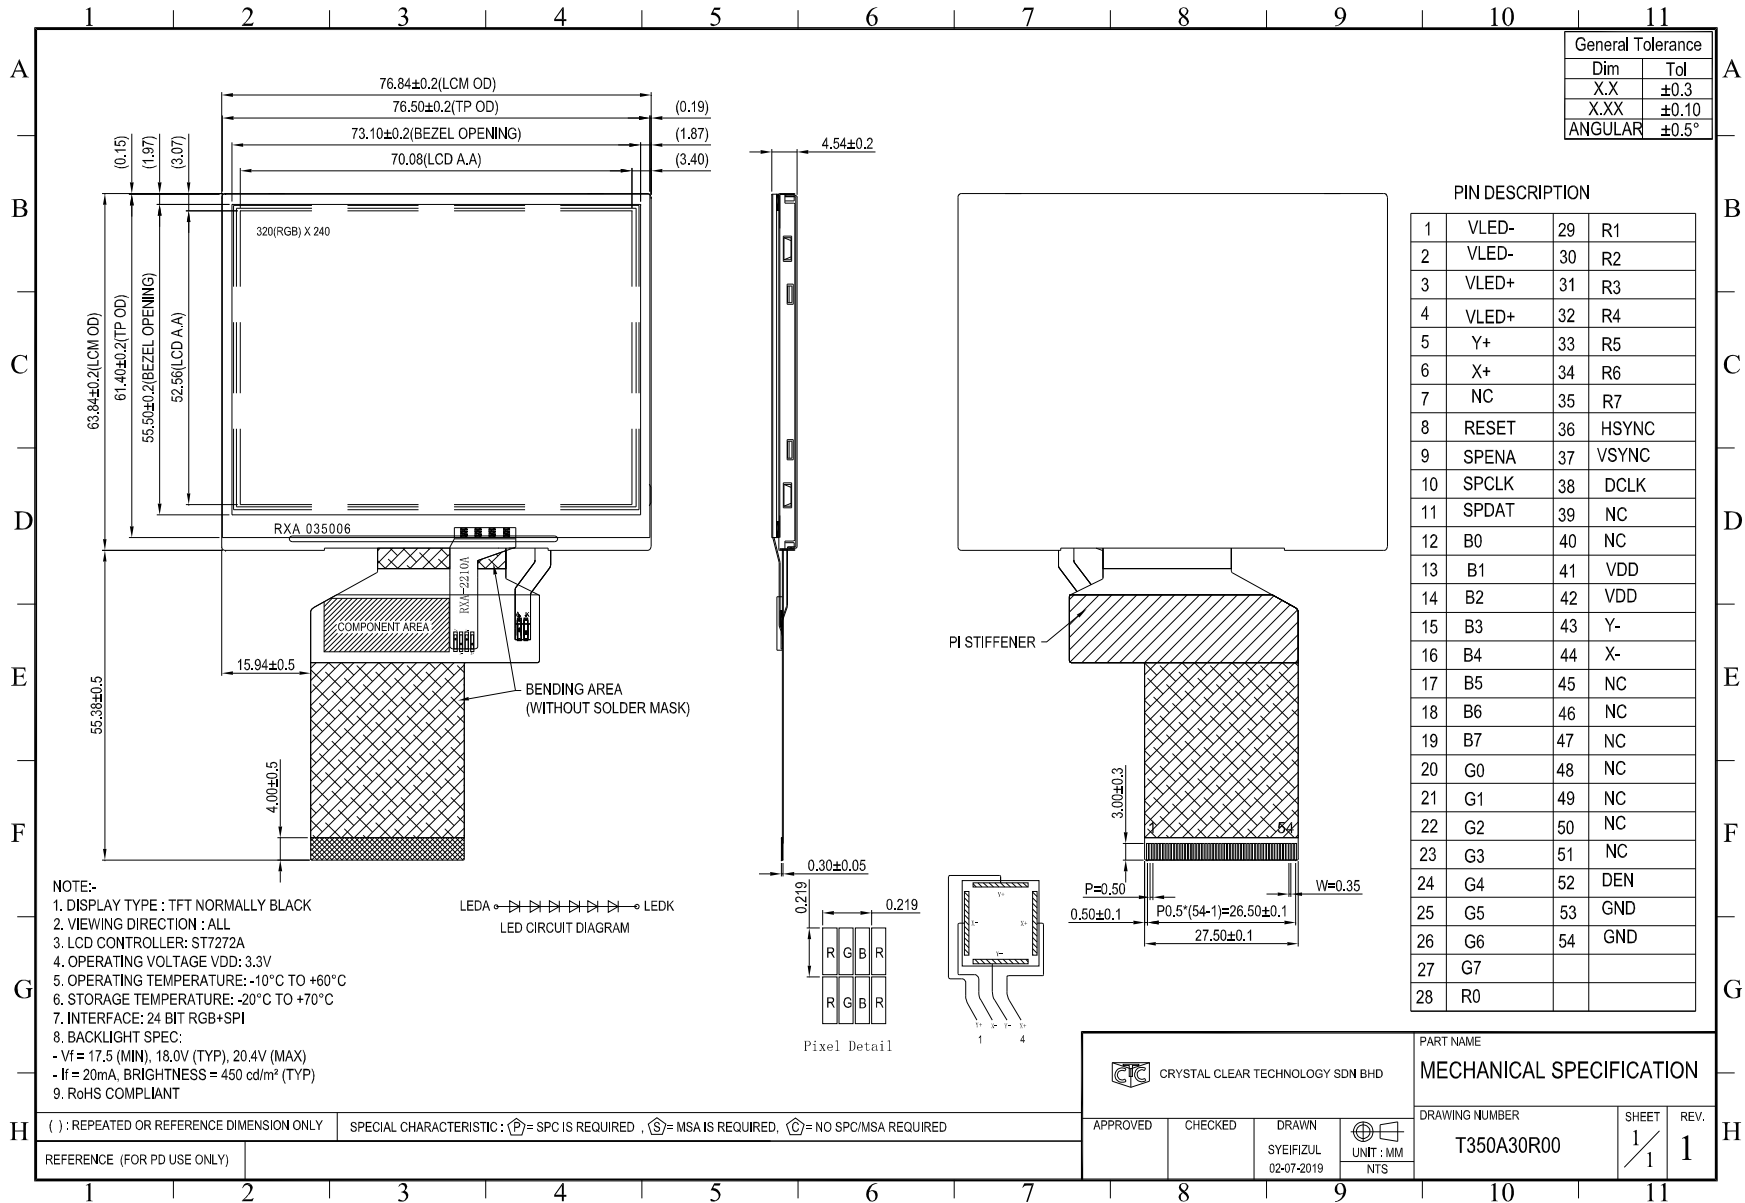 1 2 3 4 5 6 7 8 9 10 11
A
B
C
D
E
F
G
H
General Tolerance
Dim Tol
X.X ±0.3
X.XX ±0.10
ANGULAR ±0.5°
76.84±0.2(LCM OD)
76.50±0.2(TP OD)
73.10±0.2(BEZEL OPENING)
70.08(LCD A.A)
(0.19)
(1.87)
(3.40)
(0.15)
(1.97)
(3.07)
63.84±0.2(LCM OD)
61.40±0.2(TP OD)
55.50±0.2(BEZEL OPENING)
52.56(LCD A.A)
320(RGB) X 240
RXA 035006
RXA-2210A
COMPONENT AREA
15.94±0.5
55.38±0.5
4.00±0.5
BENDING AREA
(WITHOUT SOLDER MASK)
4.54±0.2
0.30±0.05
PI STIFFENER
3.00±0.3
1 54
P=0.50
W=0.35
0.50±0.1
P0.5*(54-1)=26.50±0.1
27.50±0.1
PIN DESCRIPTION
1 VLED- 29 R1
2 VLED- 30 R2
3 VLED+ 31 R3
4 VLED+ 32 R4
5 Y+ 33 R5
6 X+ 34 R6
7 NC 35 R7
8 RESET 36 HSYNC
9 SPENA 37 VSYNC
10 SPCLK 38 DCLK
11 SPDAT 39 NC
12 B0 40 NC
13 B1 41 VDD
14 B2 42 VDD
15 B3 43 Y-
16 B4 44 X-
17 B5 45 NC
18 B6 46 NC
19 B7 47 NC
20 G0 48 NC
21 G1 49 NC
22 G2 50 NC
23 G3 51 NC
24 G4 52 DEN
25 G5 53 GND
26 G6 54 GND
27 G7
28 R0
NOTE:-
1. DISPLAY TYPE : TFT NORMALLY BLACK
2. VIEWING DIRECTION : ALL
3. LCD CONTROLLER: ST7272A
4. OPERATING VOLTAGE VDD: 3.3V
5. OPERATING TEMPERATURE: -10°C TO +60°C
6. STORAGE TEMPERATURE: -20°C TO +70°C
7. INTERFACE: 24 BIT RGB+SPI
8. BACKLIGHT SPEC:
- Vf = 17.5 (MIN), 18.0V (TYP), 20.4V (MAX)
- If = 20mA, BRIGHTNESS = 450 cd/m² (TYP)
9. RoHS COMPLIANT
LEDA LEDK
LED CIRCUIT DIAGRAM
0.219
0.219
R G B R
R G B R
Pixel Detail
Y+
X- X+
Y-
Y+ X- Y- X+
1 4
( ) : REPEATED OR REFERENCE DIMENSION ONLY
SPECIAL CHARACTERISTIC : P = SPC IS REQUIRED , S = MSA IS REQUIRED, C = NO SPC/MSA REQUIRED
REFERENCE (FOR PD USE ONLY)
CTC CRYSTAL CLEAR TECHNOLOGY SDN BHD
PART NAME
MECHANICAL SPECIFICATION
APPROVED CHECKED DRAWN
SYEIFIZUL
02-07-2019
UNIT : MM
NTS
DRAWING NUMBER
T350A30R00
SHEET
1/1
REV.
1
A
B
C
D
E
F
G
H
1 2 3 4 5 6 7 8 9 10 11